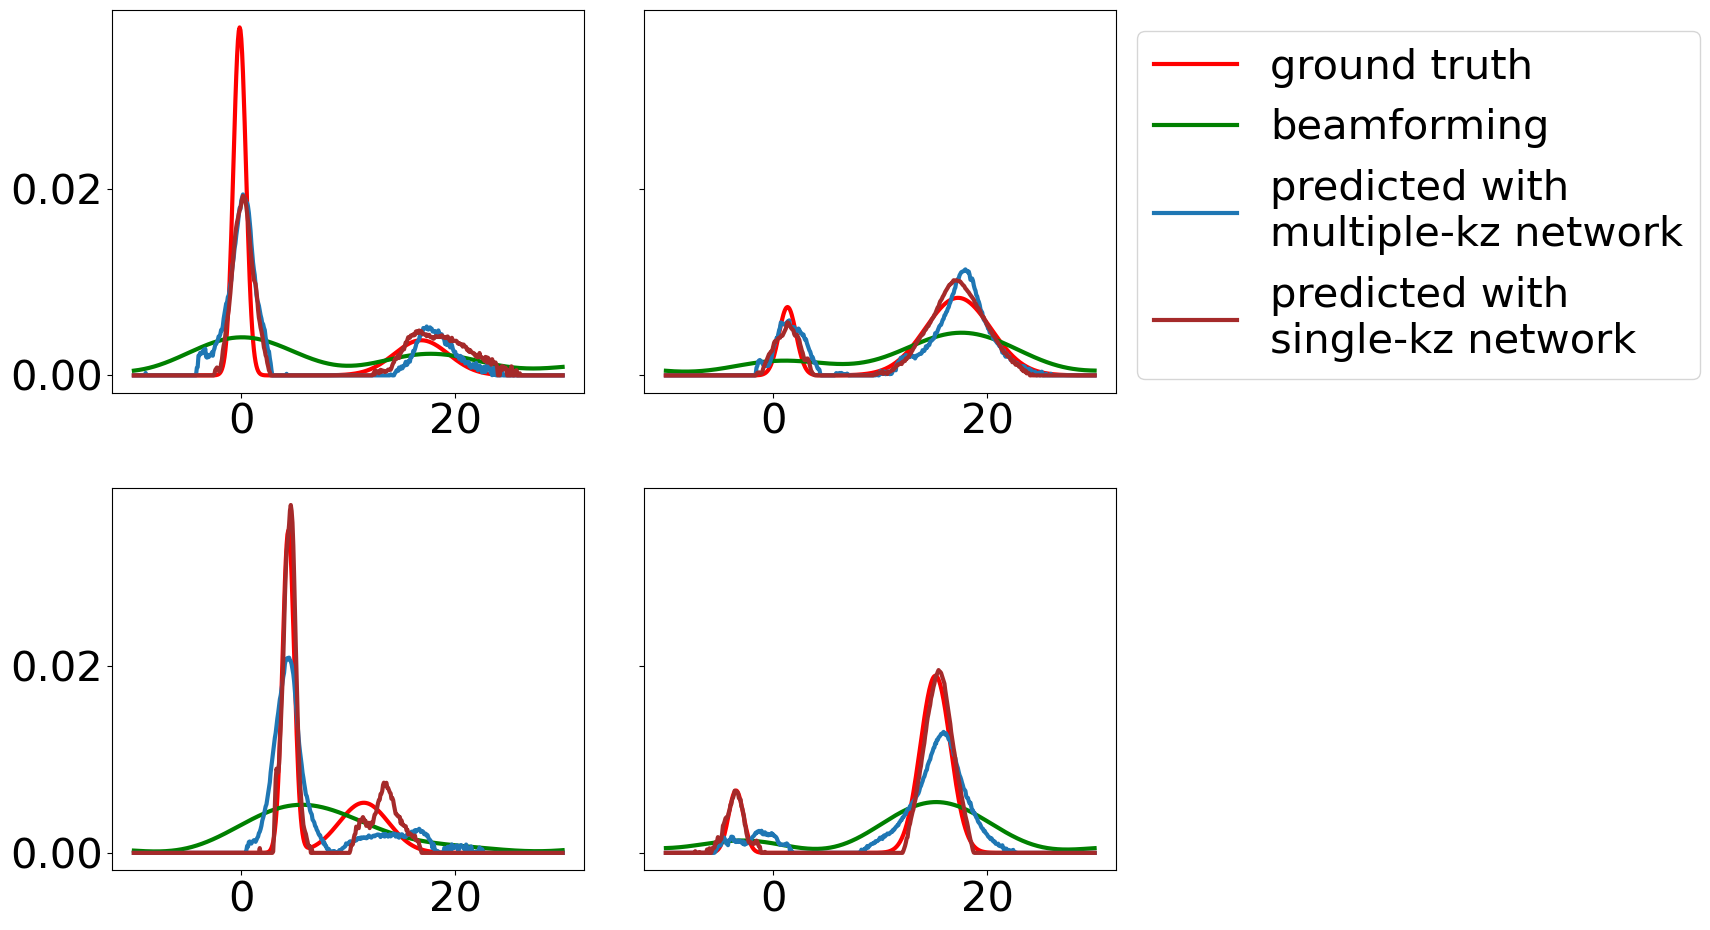 0.02
0.00
0 20
0 20
ground truth
beamforming
predicted with
multiple-kz network
predicted with
single-kz network
0.02
0.00
0 20
0 20